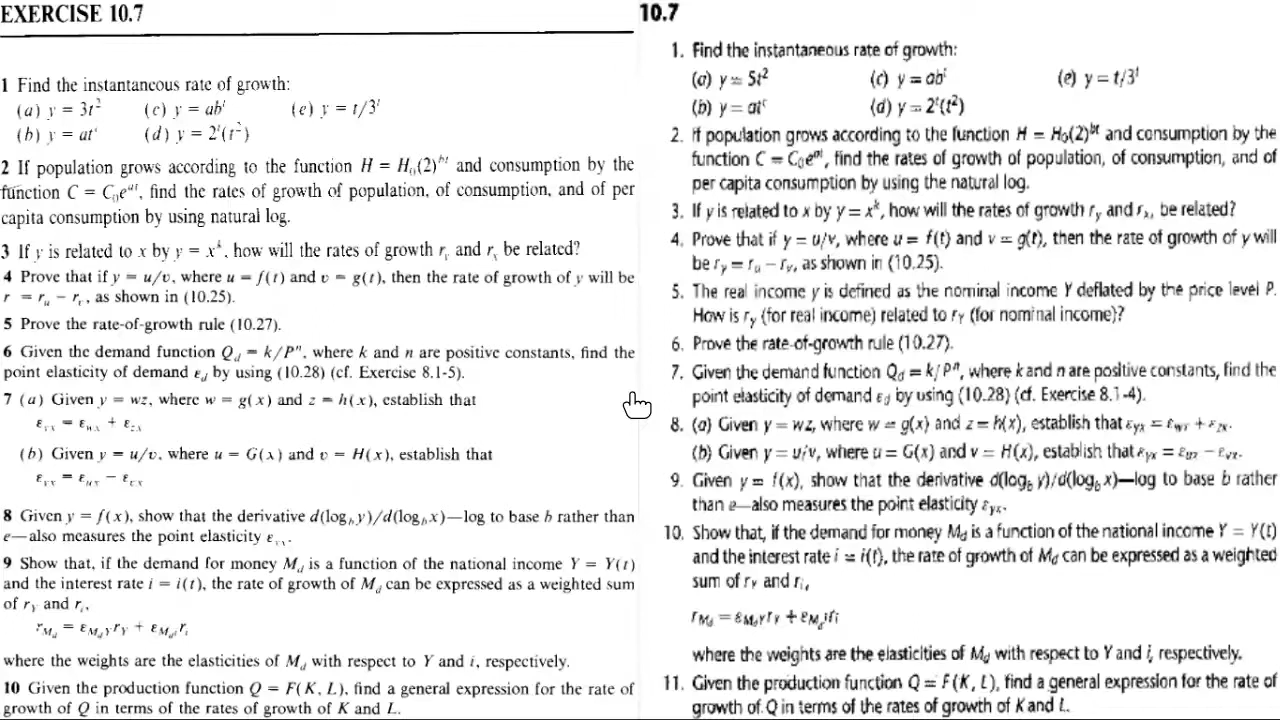 EXERCISE 10.7
1 Find the instantaneous rate of growth:
(a) y = 3t²   (c) y = abᵗ   (e) y = t/3ᵗ
(b) y = atᶜ   (d) y = 2ᵗ(t²)
2 If population grows according to the function H = H₀(2)ᵇᵗ and consumption by the
function C = C₀eᵃᵗ, find the rates of growth of population, of consumption, and of per
capita consumption by using natural log.
3 If y is related to x by y = xᵏ, how will the rates of growth r_y and r_x be related?
4 Prove that if y = u/v, where u = f(t) and v = g(t), then the rate of growth of y will be
r = r_u − r_v, as shown in (10.25).
5 Prove the rate-of-growth rule (10.27).
6 Given the demand function Q_d = k/Pⁿ, where k and n are positive constants, find the
point elasticity of demand ε_d by using (10.28) (cf. Exercise 8.1-5).
7 (a) Given y = wz, where w = g(x) and z = h(x), establish that
ε_yx = ε_wx + ε_zx
(b) Given y = u/v, where u = G(x) and v = H(x), establish that
ε_yx = ε_ux − ε_vx
8 Given y = f(x), show that the derivative d(log_b y)/d(log_b x)—log to base b rather than
e—also measures the point elasticity ε_yx.
9 Show that, if the demand for money M_d is a function of the national income Y = Y(t)
and the interest rate i = i(t), the rate of growth of M_d can be expressed as a weighted sum
of r_Y and r_i,
r_M_d = ε_M_dY r_Y + ε_M_di r_i
where the weights are the elasticities of M_d with respect to Y and i, respectively.
10 Given the production function Q = F(K, L), find a general expression for the rate of
growth of Q in terms of the rates of growth of K and L.
10.7
1. Find the instantaneous rate of growth:
(a) y = 5t²   (c) y = abᵗ   (e) y = t/3ᵗ
(b) y = atᶜ   (d) y = 2ᵗ(t²)
2. If population grows according to the function H = H₀(2)ᵇᵗ and consumption by the
function C = C₀eᵃᵗ, find the rates of growth of population, of consumption, and of
per capita consumption by using the natural log.
3. If y is related to x by y = xᵏ, how will the rates of growth r_y and r_x, be related?
4. Prove that if y = u/v, where u = f(t) and v = g(t), then the rate of growth of y will
be r_y = r_u − r_v, as shown in (10.25).
5. The real income y is defined as the nominal income Y deflated by the price level P.
How is r_y (for real income) related to r_Y (for nominal income)?
6. Prove the rate-of-growth rule (10.27).
7. Given the demand function Q_d = k/Pⁿ, where k and n are positive constants, find the
point elasticity of demand ε_d by using (10.28) (cf. Exercise 8.1-4).
8. (a) Given y = wz, where w = g(x) and z = h(x), establish that ε_yx = ε_wx + ε_zx.
(b) Given y = u/v, where u = G(x) and v = H(x), establish that ε_yx = ε_ux − ε_vx.
9. Given y = f(x), show that the derivative d(log_b y)/d(log_b x)—log to base b rather
than e—also measures the point elasticity ε_yx.
10. Show that, if the demand for money M_d is a function of the national income Y = Y(t)
and the interest rate i = i(t), the rate of growth of M_d can be expressed as a weighted
sum of r_Y and r_i,
r_M_d = ε_M_dY r_Y + ε_M_di r_i
where the weights are the elasticities of M_d with respect to Y and i, respectively.
11. Given the production function Q = F(K, L), find a general expression for the rate of
growth of Q in terms of the rates of growth of K and L.